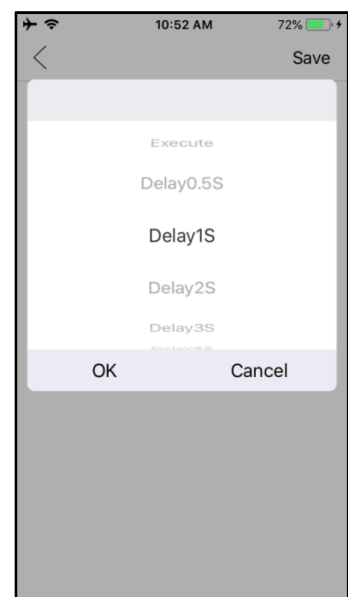 10:52 AM 72%
Save
Execute
Delay0.5S
Delay1S
Delay2S
Delay3S
OK Cancel